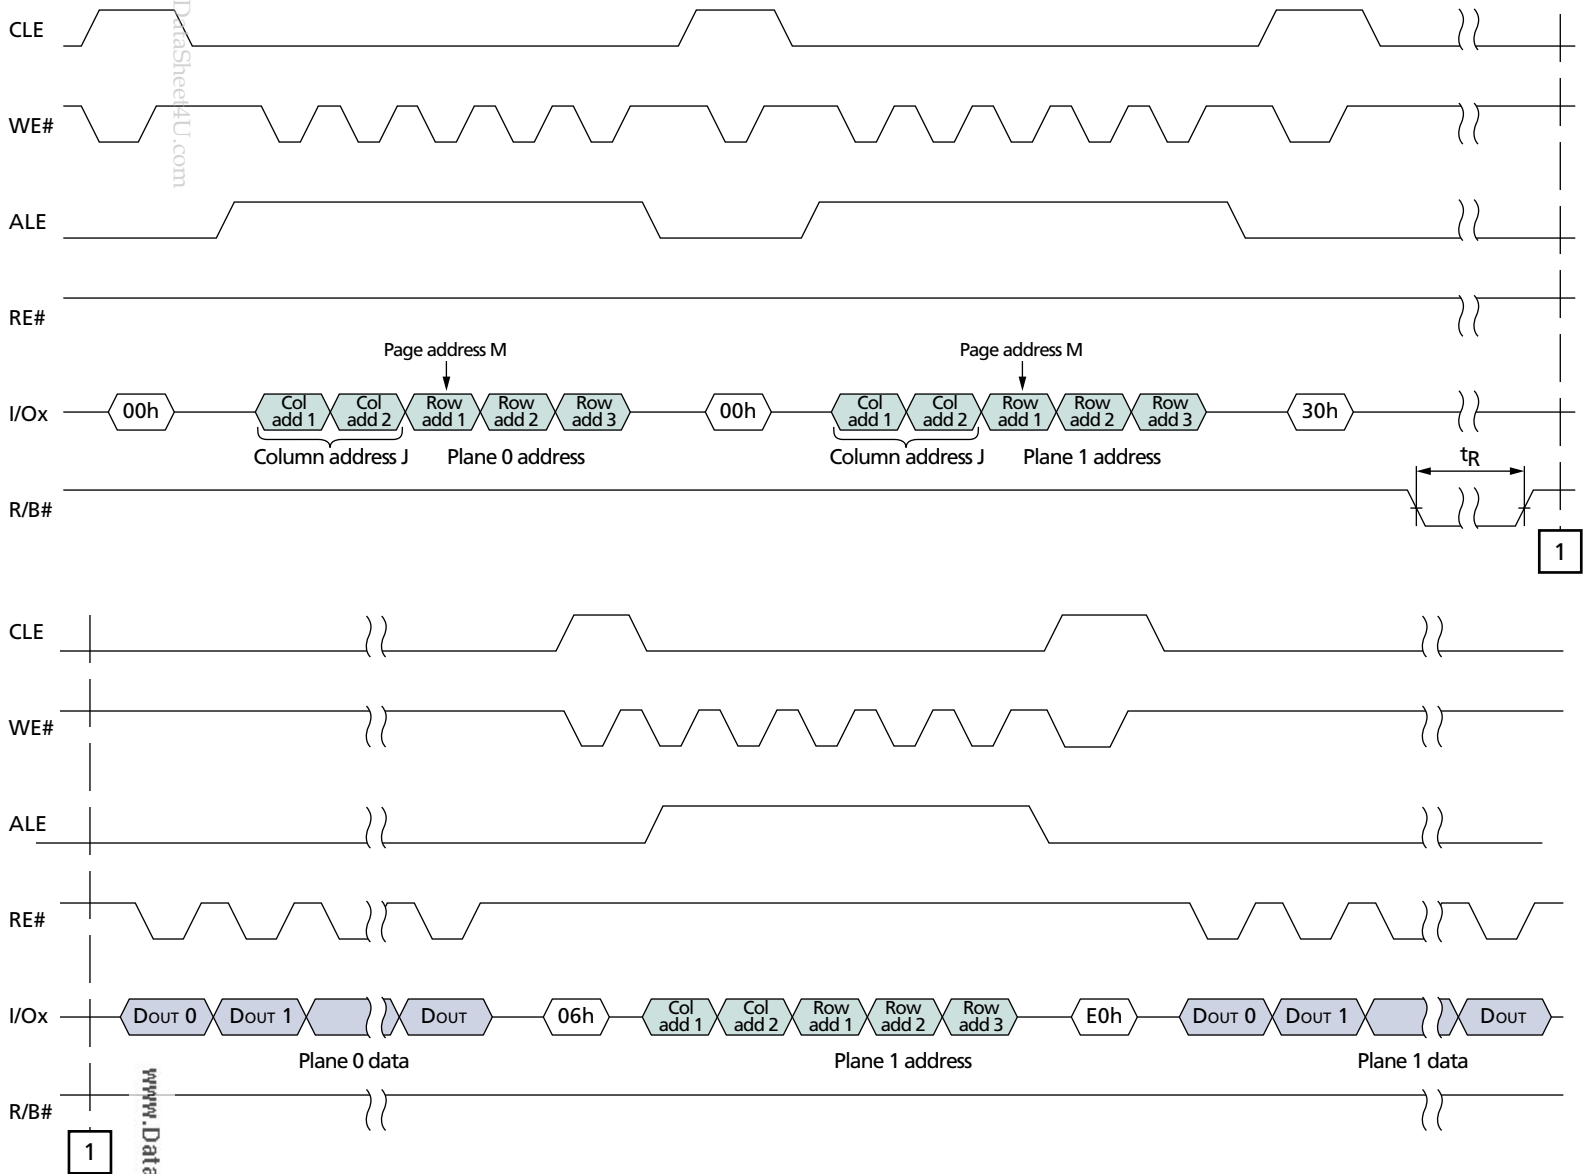 CLE
DataSheet4U.com
WE#
ALE
RE#
Page address M
Page address M
I/Ox
00h
Col add 1
Col add 2
Row add 1
Row add 2
Row add 3
00h
Col add 1
Col add 2
Row add 1
Row add 2
Row add 3
30h
Column address J
Plane 0 address
Column address J
Plane 1 address
tR
R/B#
1
CLE
WE#
ALE
RE#
I/Ox
DOUT 0
DOUT 1
DOUT
06h
Col add 1
Col add 2
Row add 1
Row add 2
Row add 3
E0h
DOUT 0
DOUT 1
DOUT
Plane 0 data
Plane 1 address
Plane 1 data
R/B#
1
www.Data